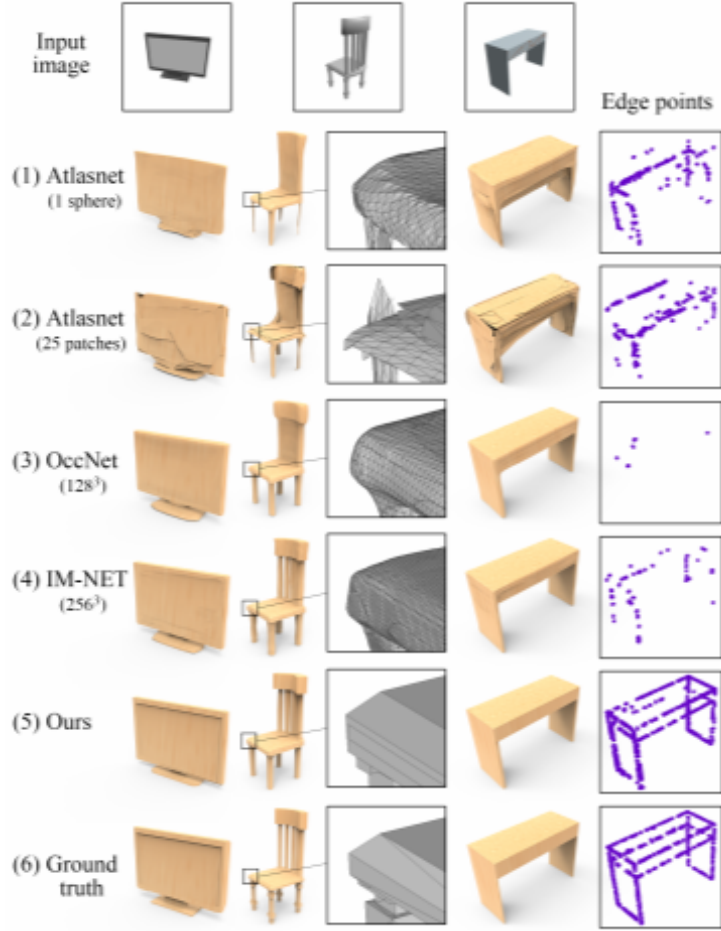 Input
image
Edge points
(1) Atlasnet
(1 sphere)
(2) Atlasnet
(25 patches)
(3) OccNet
(128³)
(4) IM-NET
(256³)
(5) Ours
(6) Ground
truth